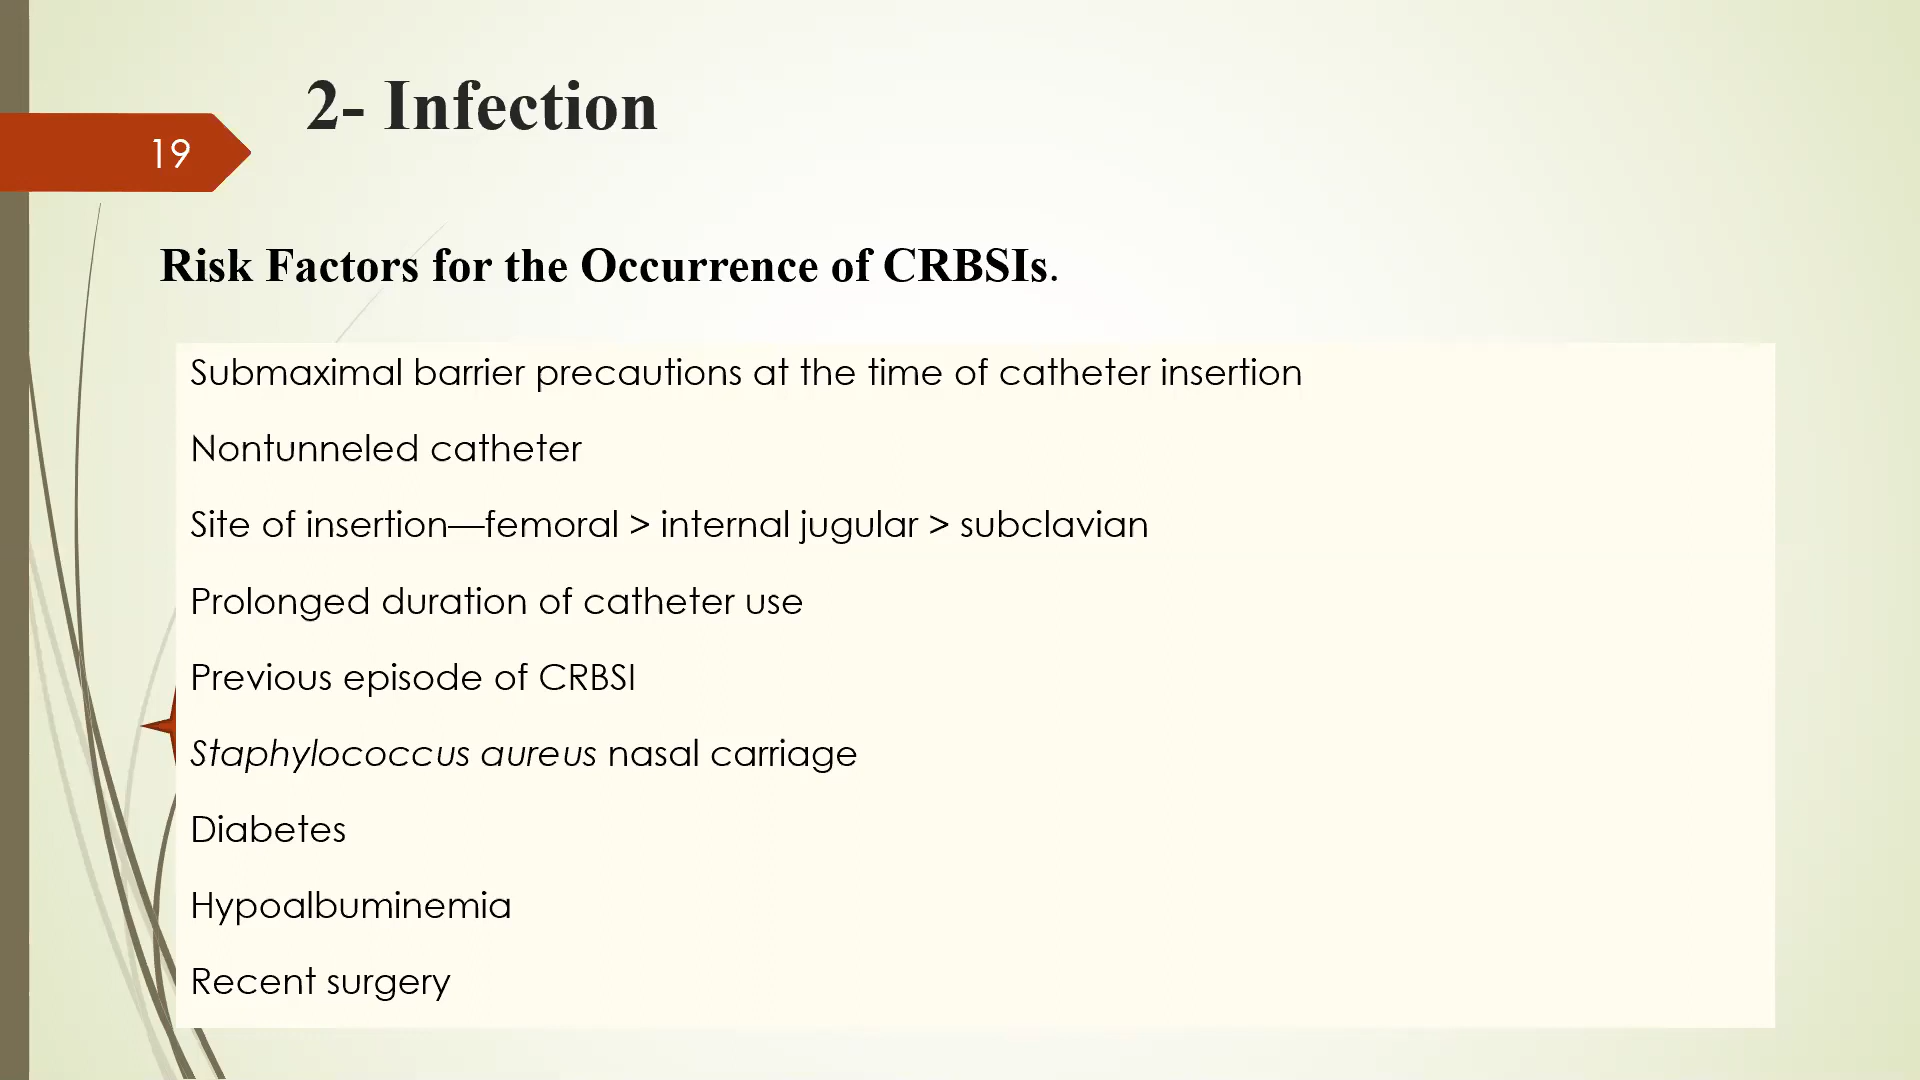 2- Infection
19
Risk Factors for the Occurrence of CRBSIs.
Submaximal barrier precautions at the time of catheter insertion
Nontunneled catheter
Site of insertion—femoral > internal jugular > subclavian
Prolonged duration of catheter use
Previous episode of CRBSI
Staphylococcus aureus nasal carriage
Diabetes
Hypoalbuminemia
Recent surgery